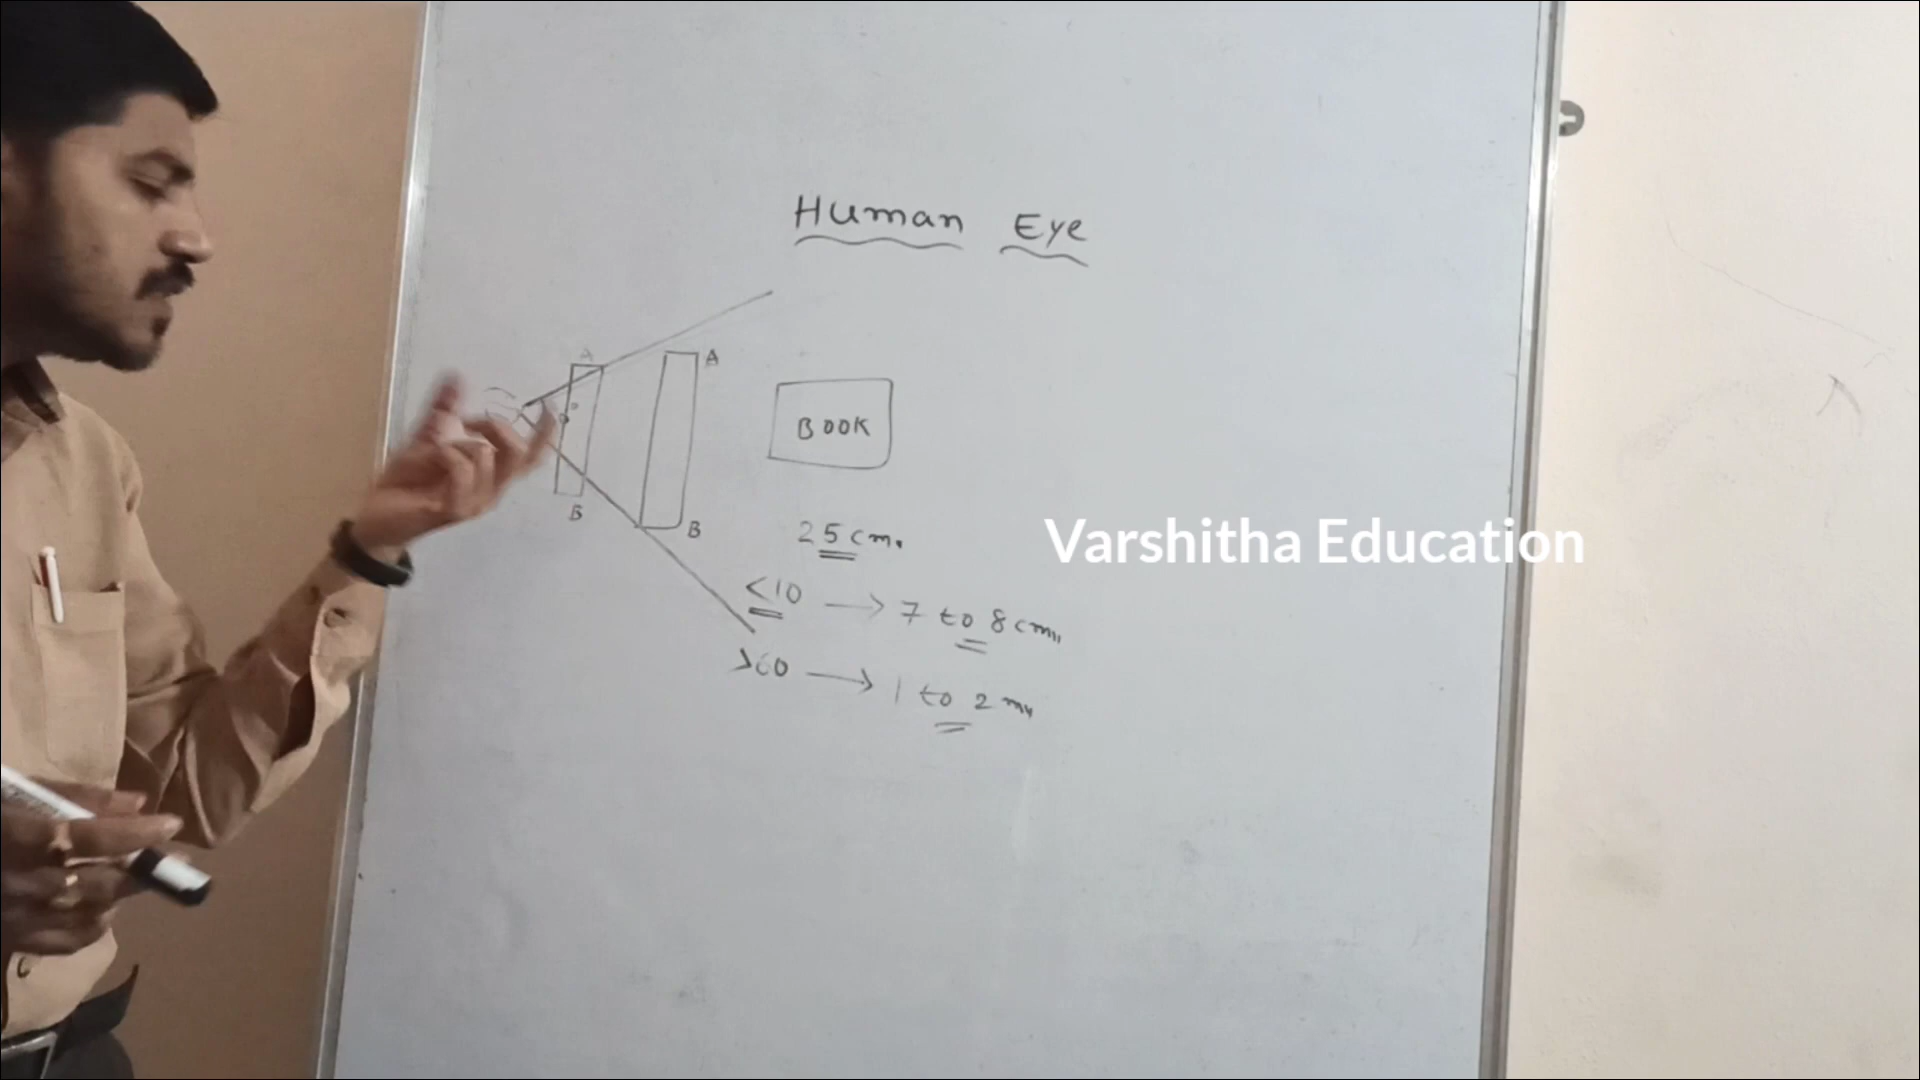 Human Eye
A
A
BOOK
B
B
25 cm.
Varshitha Education
<10 → 7 to 8 cm
>60 → 1 to 2 m